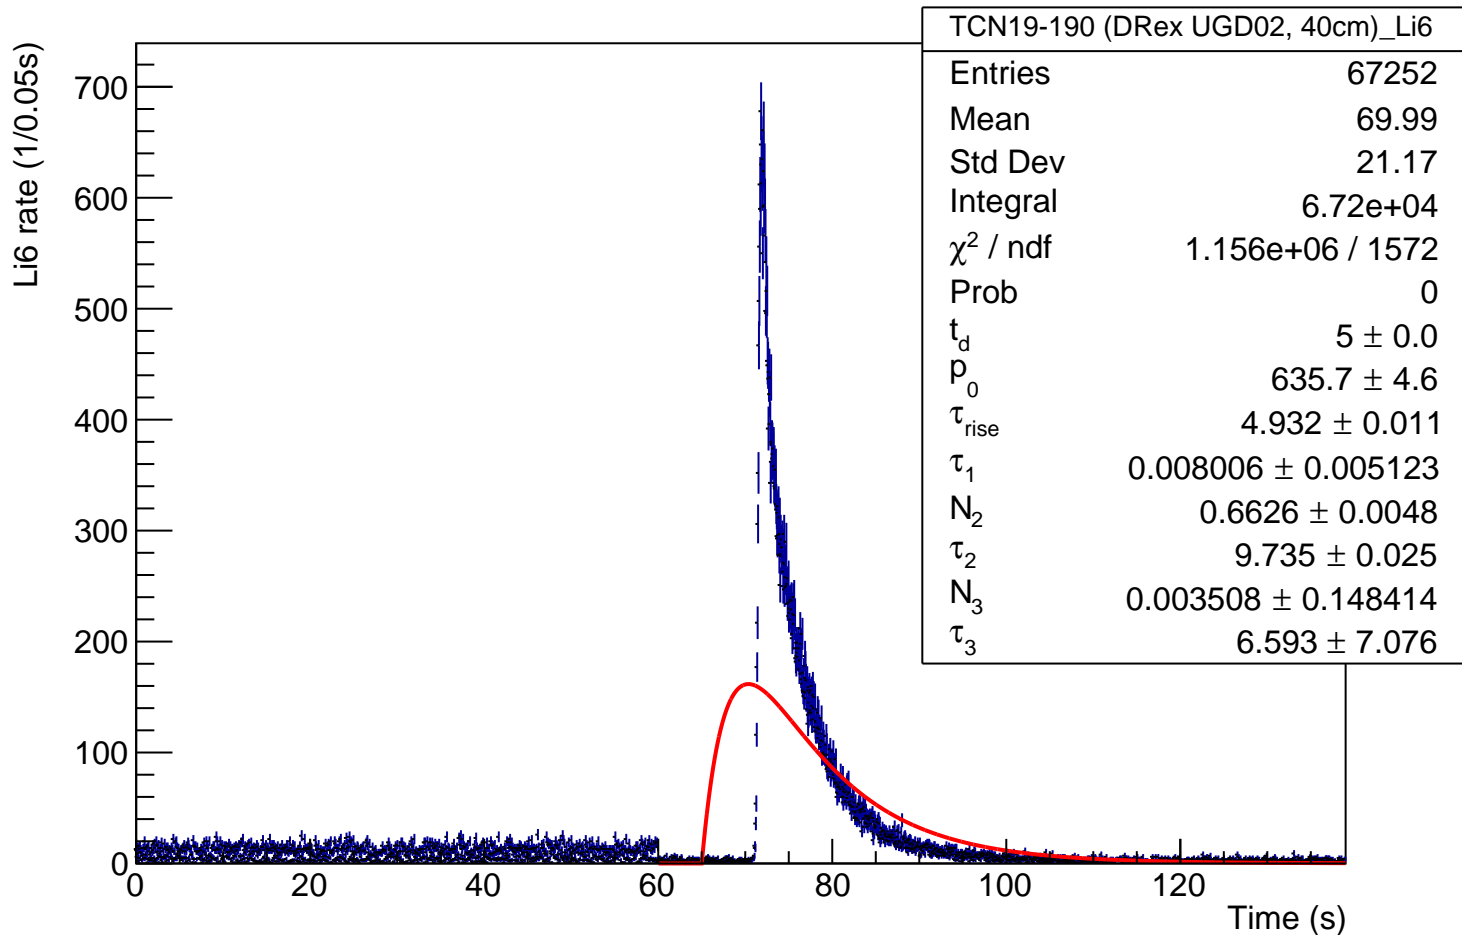 TCN19-190 (DRex UGD02, 40cm)_Li6
Entries 67252
Mean 69.99
Std Dev 21.17
Integral 6.72e+04
χ² / ndf 1.156e+06 / 1572
Prob 0
t_d 5 ± 0.0
p_0 635.7 ± 4.6
τ_rise 4.932 ± 0.011
τ_1 0.008006 ± 0.005123
N_2 0.6626 ± 0.0048
τ_2 9.735 ± 0.025
N_3 0.003508 ± 0.148414
τ_3 6.593 ± 7.076
Li6 rate (1/0.05s)
700
600
500
400
300
200
100
0
0 20 40 60 80 100 120
Time (s)